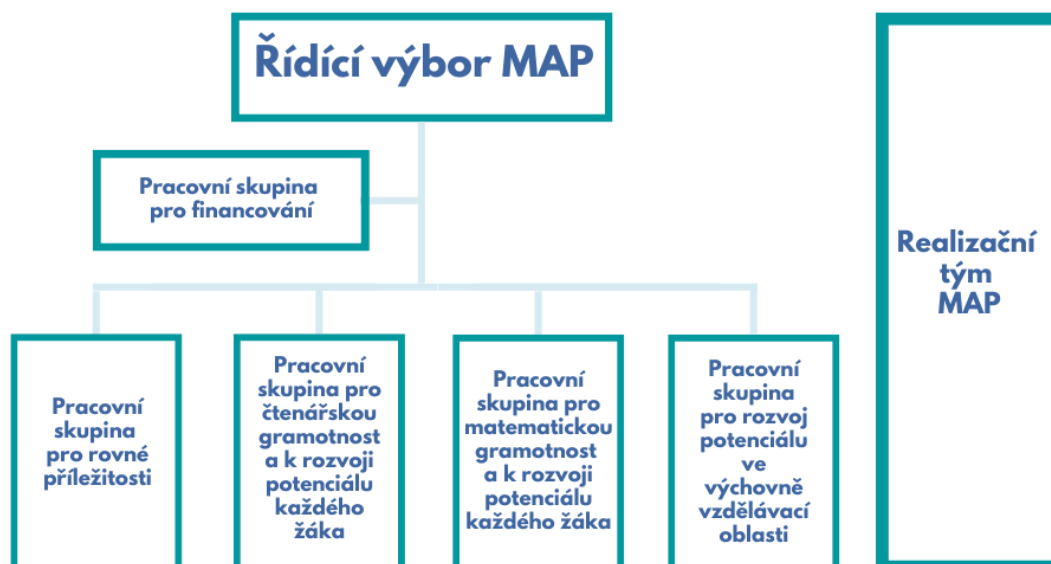 Řídící výbor MAP
Pracovní skupina
pro financování
Realizační
tým
MAP
Pracovní
skupina
pro rovné
příležitosti
Pracovní
skupina pro
čtenářskou
gramotnost
a k rozvoji
potenciálu
každého
žáka
Pracovní
skupina pro
matematickou
gramotnost
a k rozvoji
potenciálu
každého žáka
Pracovní
skupina
pro rozvoj
potenciálu
ve
výchovně
vzdělávací
oblasti